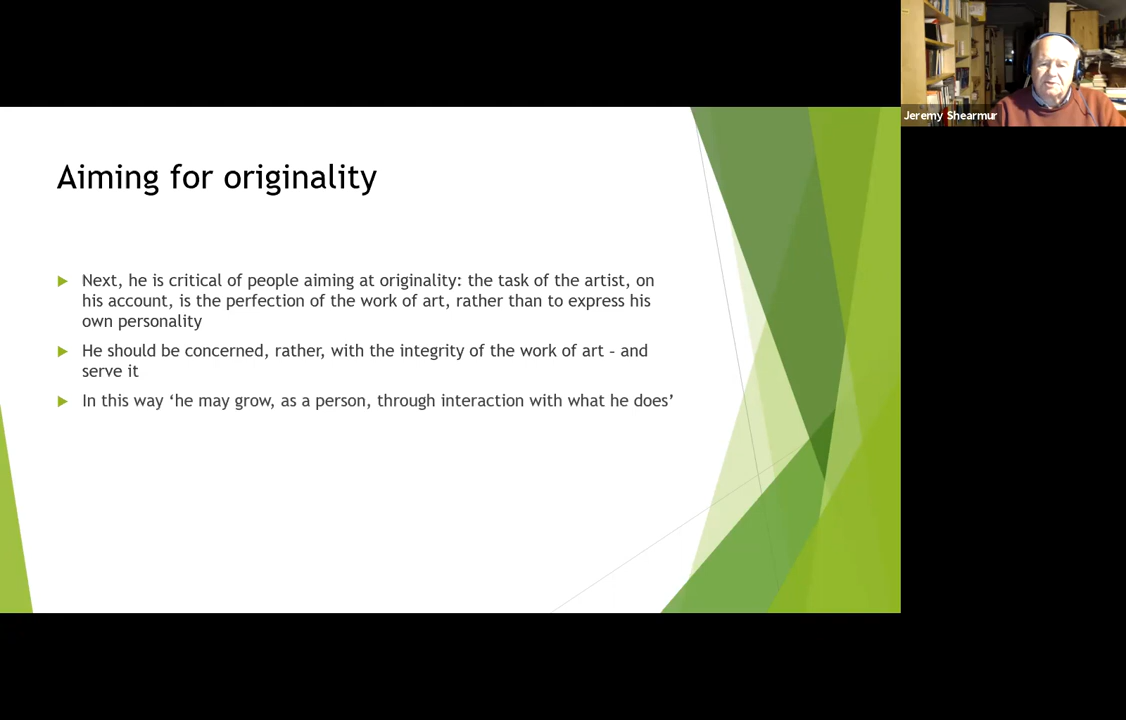 Jeremy Shearmur
Aiming for originality
Next, he is critical of people aiming at originality: the task of the artist, on
his account, is the perfection of the work of art, rather than to express his
own personality
He should be concerned, rather, with the integrity of the work of art – and
serve it
In this way ‘he may grow, as a person, through interaction with what he does’